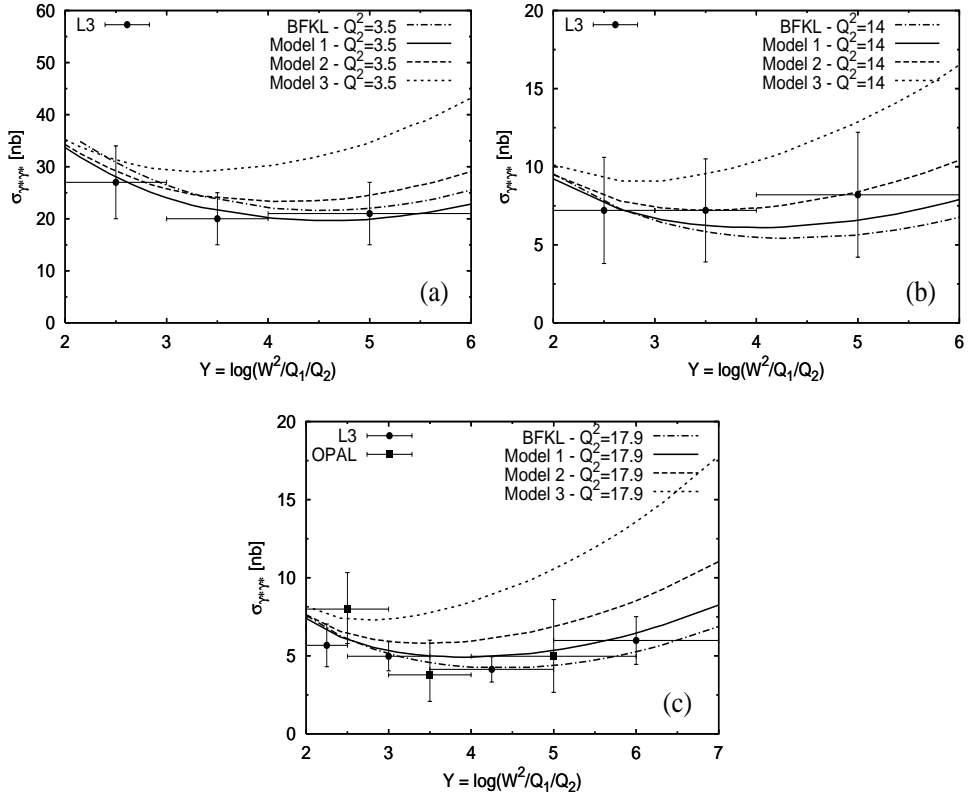 60
50
40
30
20
10
0
σγ*γ* [nb]
L3
BFKL - Q²=3.5
Model 1 - Q²=3.5
Model 2 - Q²=3.5
Model 3 - Q²=3.5
(a)
2 3 4 5 6
Y = log(W²/Q₁/Q₂)
20
15
10
5
0
σγ*γ* [nb]
L3
BFKL - Q²=14
Model 1 - Q²=14
Model 2 - Q²=14
Model 3 - Q²=14
(b)
2 3 4 5 6
Y = log(W²/Q₁/Q₂)
20
15
10
5
0
σγ*γ* [nb]
L3
OPAL
BFKL - Q²=17.9
Model 1 - Q²=17.9
Model 2 - Q²=17.9
Model 3 - Q²=17.9
(c)
2 3 4 5 6 7
Y = log(W²/Q₁/Q₂)